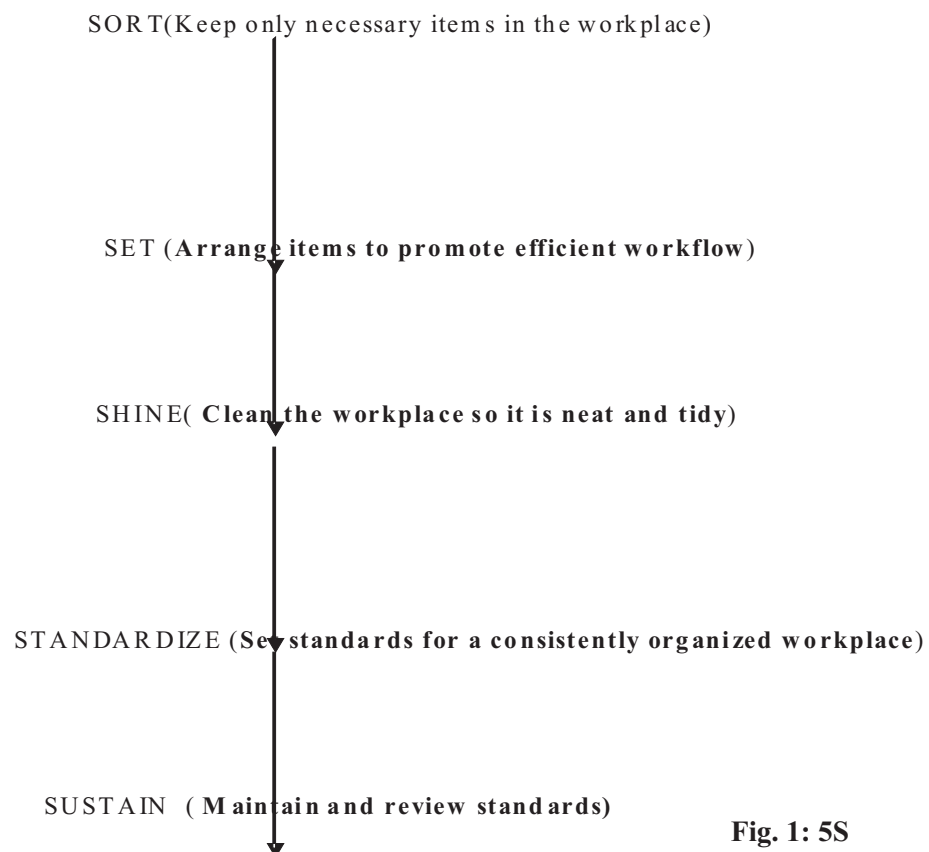 SORT(Keep only necessary items in the workplace)
SET (Arrange items to promote efficient workflow)
SHINE( Clean the workplace so it is neat and tidy)
STANDARDIZE (Set standards for a consistently organized workplace)
SUSTAIN ( Maintain and review standards)
Fig. 1: 5S